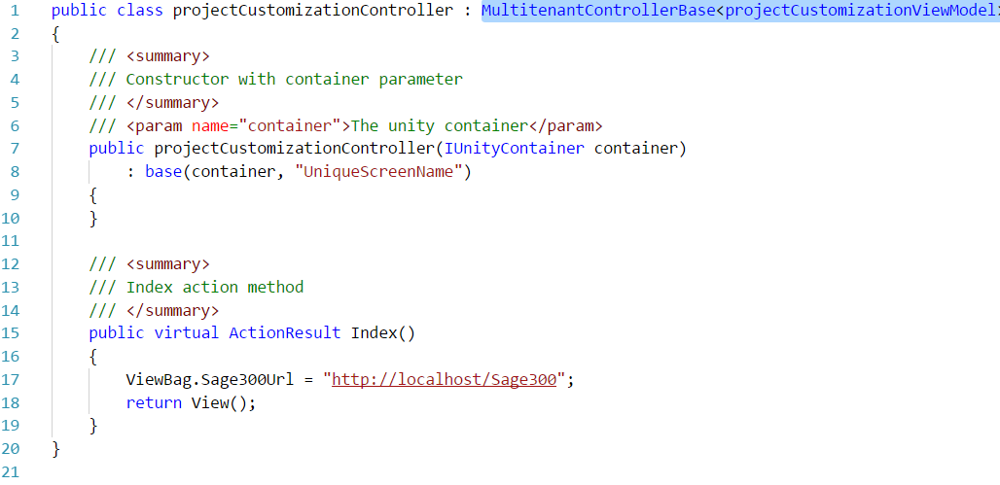 1 public class projectCustomizationController : MultitenantControllerBase<projectCustomizationViewModel>
2 {
3 /// <summary>
4 /// Constructor with container parameter
5 /// </summary>
6 /// <param name="container">The unity container</param>
7 public projectCustomizationController(IUnityContainer container)
8 : base(container, "UniqueScreenName")
9 {
10 }
11
12 /// <summary>
13 /// Index action method
14 /// </summary>
15 public virtual ActionResult Index()
16 {
17 ViewBag.Sage300Url = "http://localhost/Sage300";
18 return View();
19 }
20 }
21